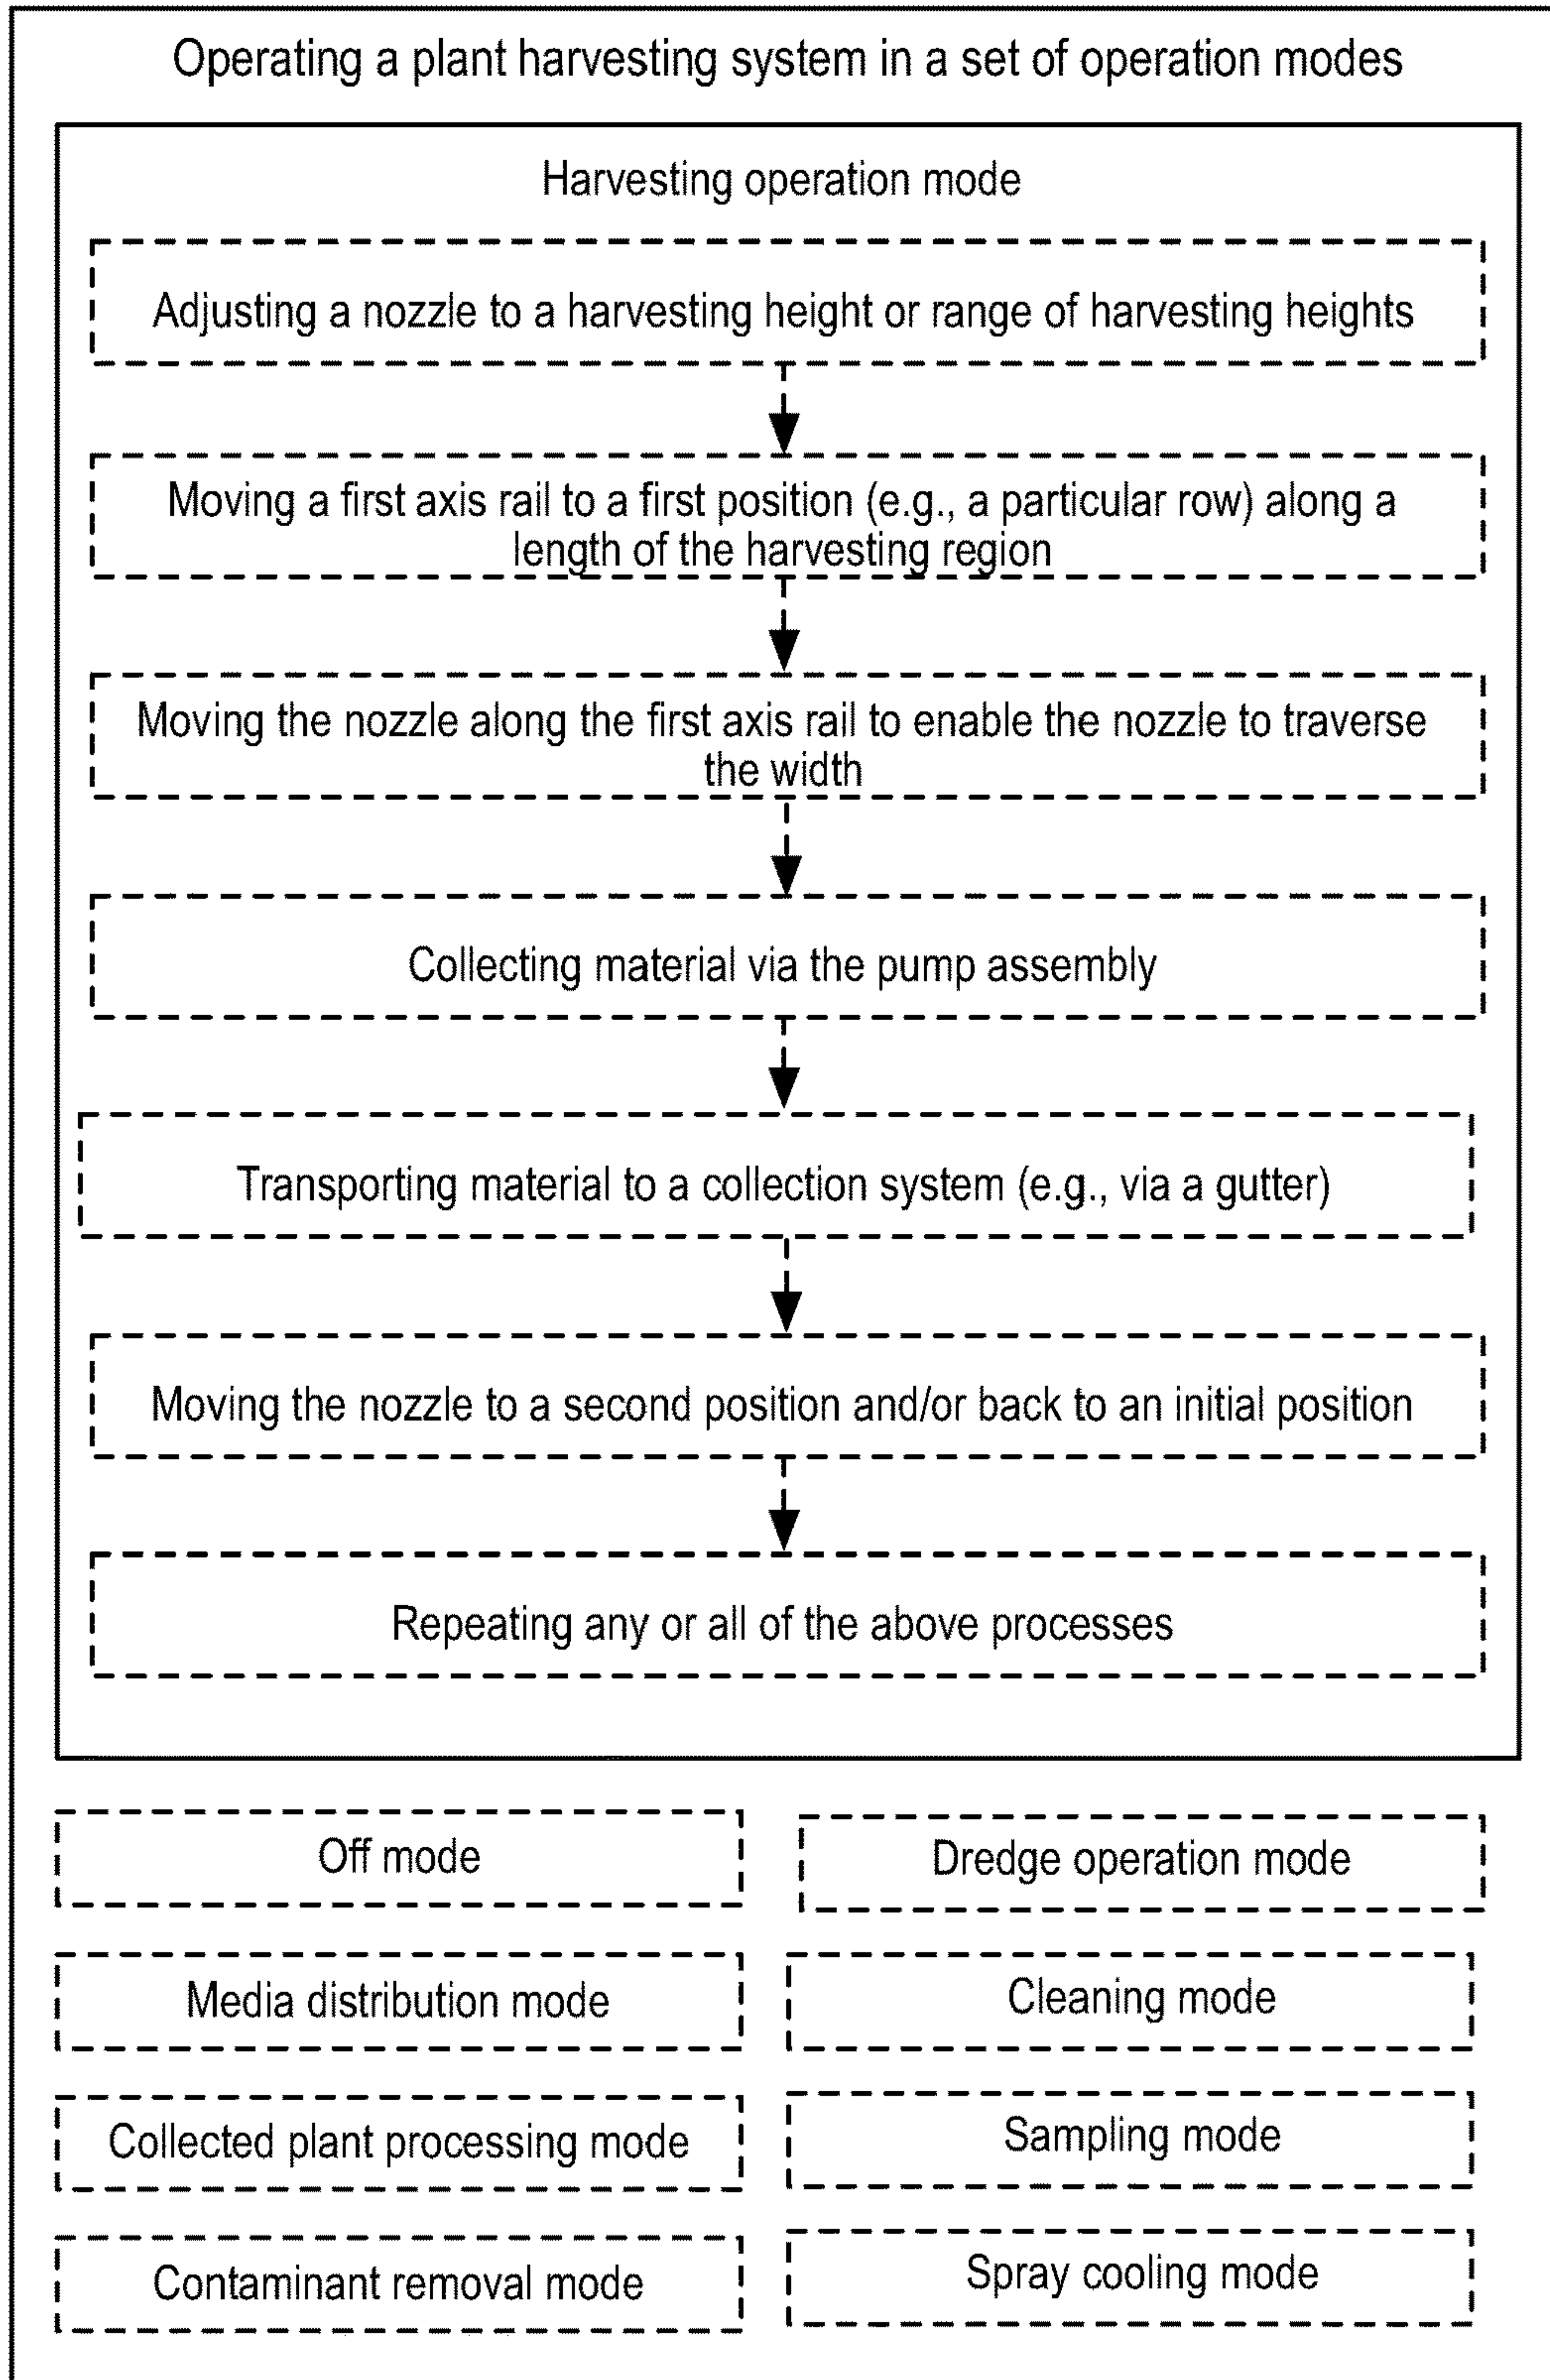 Operating a plant harvesting system in a set of operation modes
Harvesting operation mode
Adjusting a nozzle to a harvesting height or range of harvesting heights
Moving a first axis rail to a first position (e.g., a particular row) along a
length of the harvesting region
Moving the nozzle along the first axis rail to enable the nozzle to traverse
the width
Collecting material via the pump assembly
Transporting material to a collection system (e.g., via a gutter)
Moving the nozzle to a second position and/or back to an initial position
Repeating any or all of the above processes
Off mode
Dredge operation mode
Media distribution mode
Cleaning mode
Collected plant processing mode
Sampling mode
Contaminant removal mode
Spray cooling mode